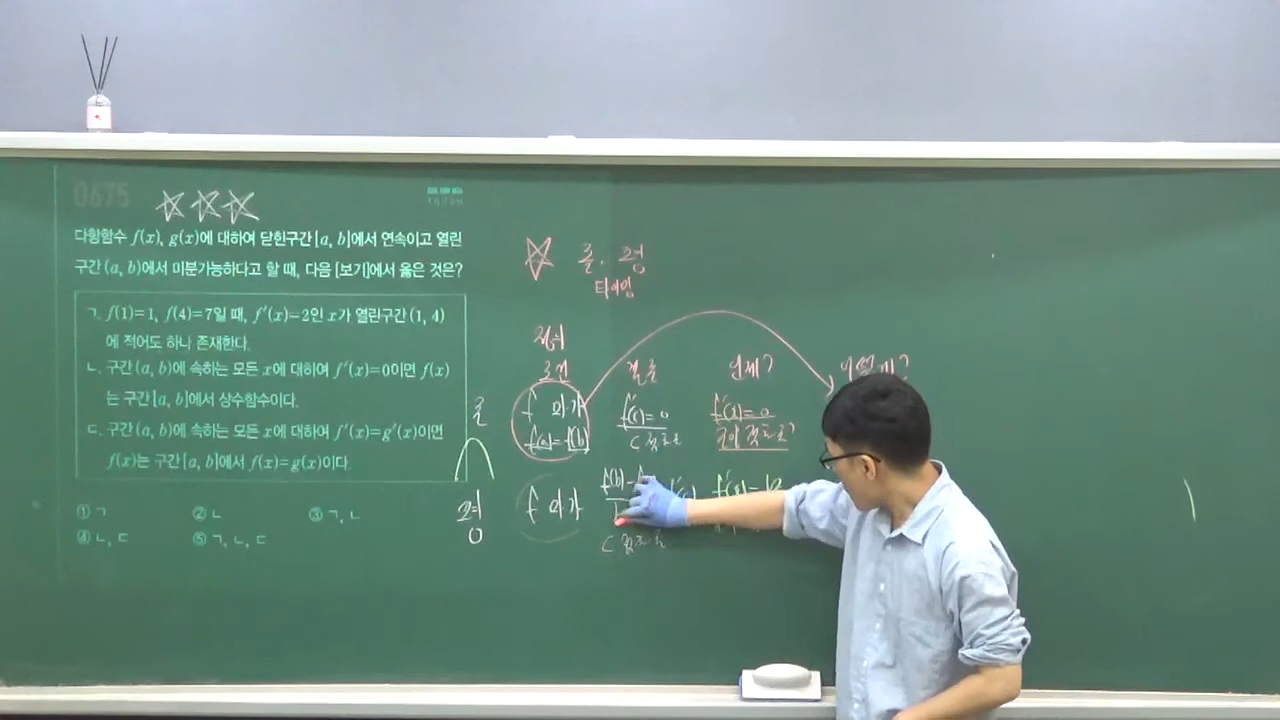 0675
다항함수 f(x), g(x)에 대하여 닫힌구간 [a, b]에서 연속이고 열린
구간 (a, b)에서 미분가능하다고 할 때, 다음 [보기]에서 옳은 것은?
ㄱ. f(1)=1, f(4)=7일 때, f'(x)=2인 x가 열린구간 (1, 4)
에 적어도 하나 존재한다.
ㄴ. 구간 (a, b)에 속하는 모든 x에 대하여 f'(x)=0이면 f(x)
는 구간 [a, b]에서 상수함수이다.
ㄷ. 구간 (a, b)에 속하는 모든 x에 대하여 f'(x)=g'(x)이면
f(x)는 구간 [a, b]에서 f(x)=g(x)이다.
① ㄱ ② ㄴ ③ ㄱ, ㄴ
④ ㄴ, ㄷ ⑤ ㄱ, ㄴ, ㄷ
롤. 평
타이밍
조건 결론 언제?
롤 f 미가 f'(c)=0 f'(x)=0
f(a)=f(b)
f 미가 f(b)-f